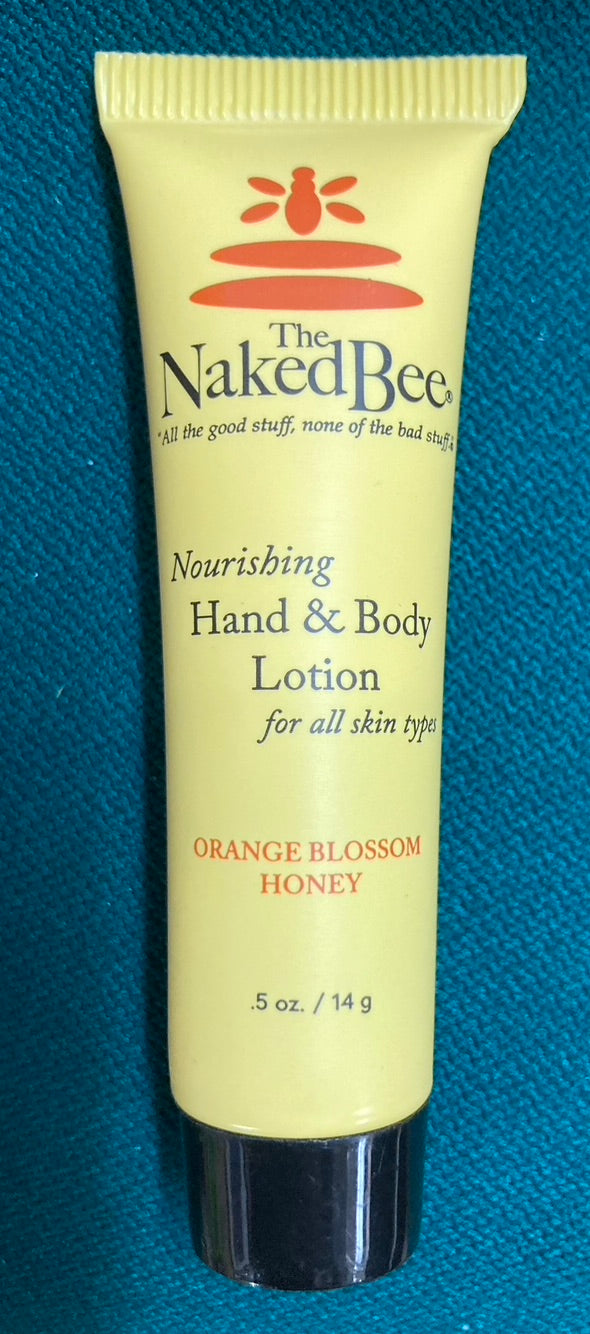 The
NakedBee®
"All the good stuff, none of the bad stuff."
Nourishing
Hand & Body
Lotion
for all skin types
ORANGE BLOSSOM
HONEY
.5 oz. / 14 g